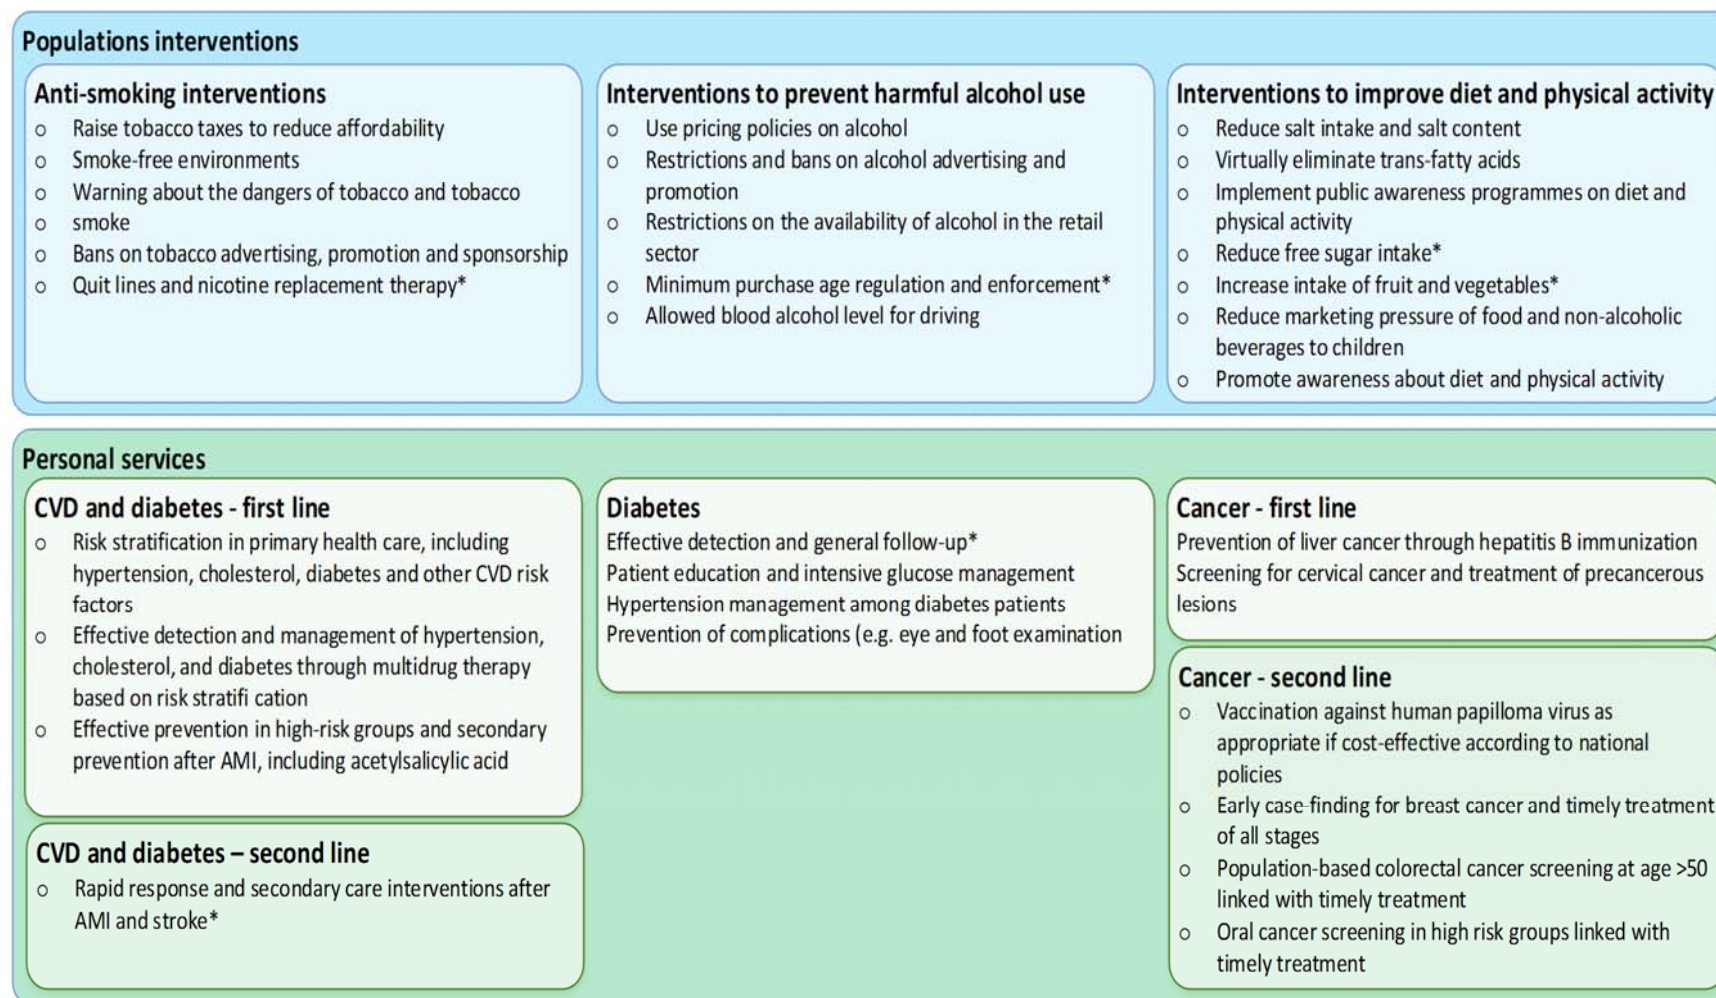 Populations interventions
Anti-smoking interventions
o Raise tobacco taxes to reduce affordability
o Smoke-free environments
o Warning about the dangers of tobacco and tobacco
o smoke
o Bans on tobacco advertising, promotion and sponsorship
o Quit lines and nicotine replacement therapy*
Interventions to prevent harmful alcohol use
o Use pricing policies on alcohol
o Restrictions and bans on alcohol advertising and
promotion
o Restrictions on the availability of alcohol in the retail
sector
o Minimum purchase age regulation and enforcement*
o Allowed blood alcohol level for driving
Interventions to improve diet and physical activity
o Reduce salt intake and salt content
o Virtually eliminate trans-fatty acids
o Implement public awareness programmes on diet and
physical activity
o Reduce free sugar intake*
o Increase intake of fruit and vegetables*
o Reduce marketing pressure of food and non-alcoholic
beverages to children
o Promote awareness about diet and physical activity
Personal services
CVD and diabetes - first line
o Risk stratification in primary health care, including
hypertension, cholesterol, diabetes and other CVD risk
factors
o Effective detection and management of hypertension,
cholesterol, and diabetes through multidrug therapy
based on risk stratifi cation
o Effective prevention in high-risk groups and secondary
prevention after AMI, including acetylsalicylic acid
CVD and diabetes – second line
o Rapid response and secondary care interventions after
AMI and stroke*
Diabetes
Effective detection and general follow-up*
Patient education and intensive glucose management
Hypertension management among diabetes patients
Prevention of complications (e.g. eye and foot examination
Cancer - first line
Prevention of liver cancer through hepatitis B immunization
Screening for cervical cancer and treatment of precancerous
lesions
Cancer - second line
o Vaccination against human papilloma virus as
appropriate if cost-effective according to national
policies
o Early case-finding for breast cancer and timely treatment
of all stages
o Population-based colorectal cancer screening at age >50
linked with timely treatment
o Oral cancer screening in high risk groups linked with
timely treatment